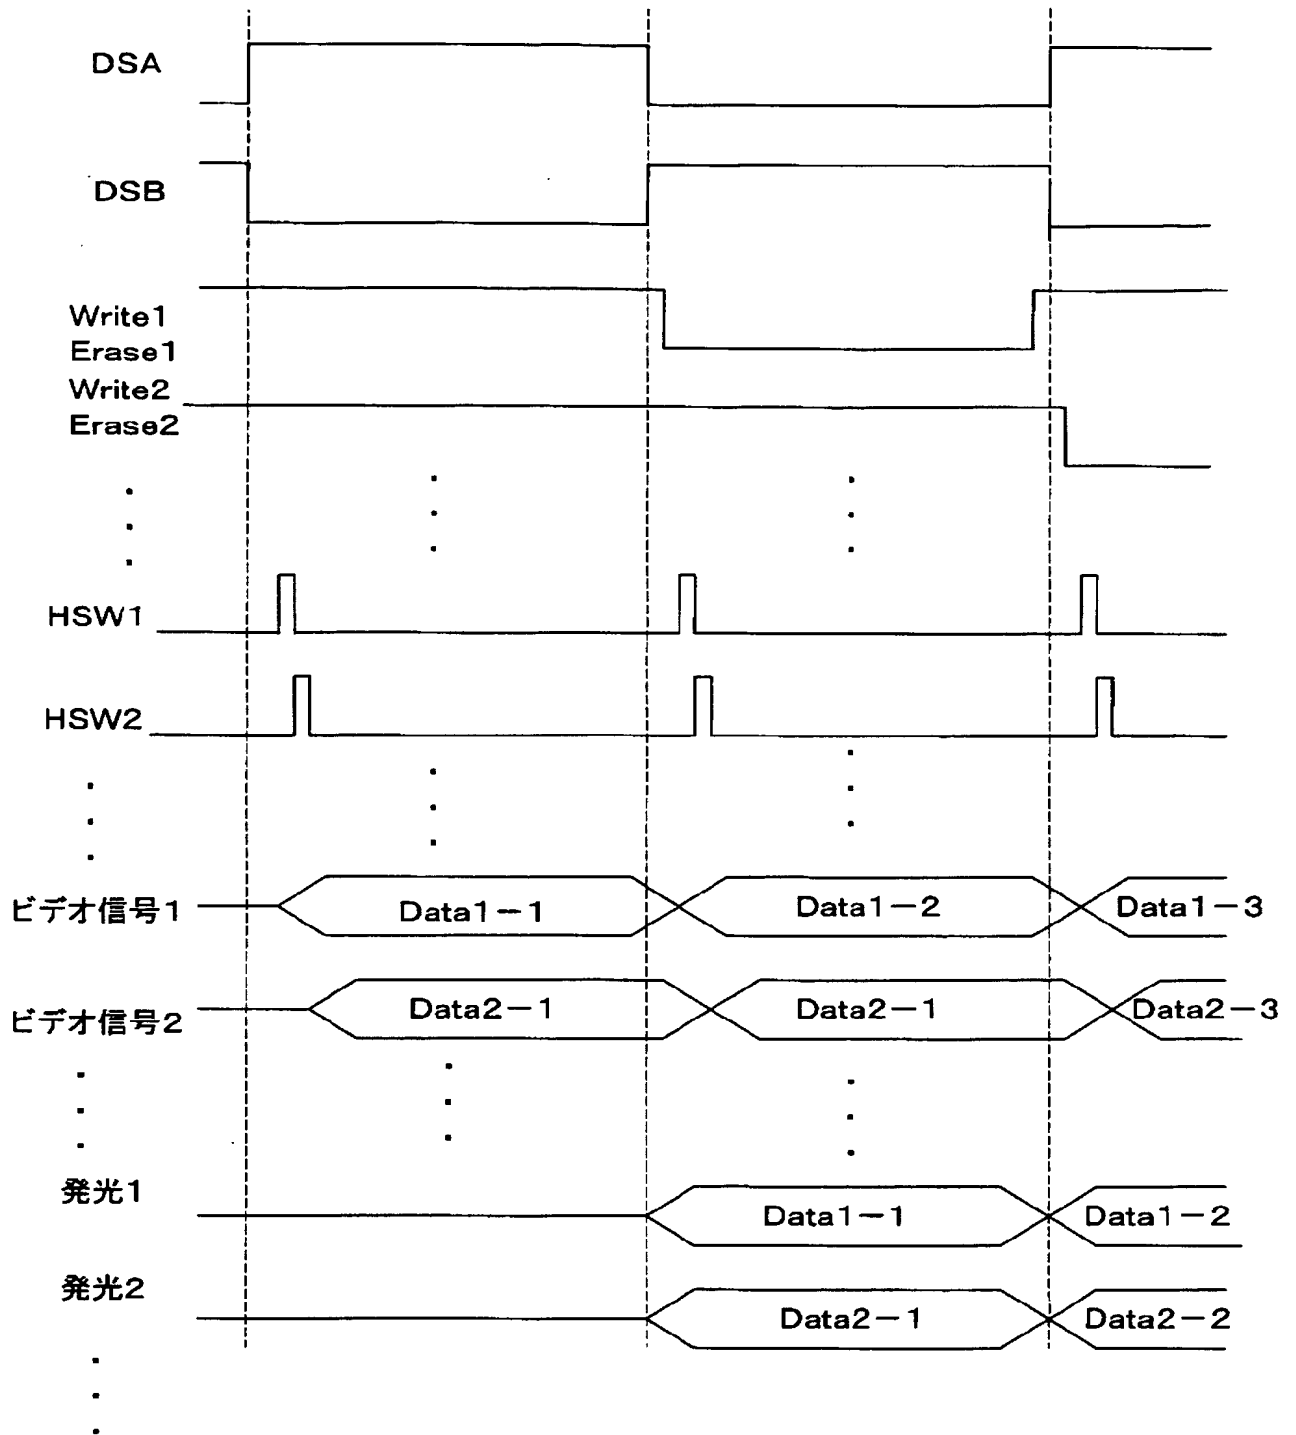 DSA
DSB
Write1
Erase1
Write2
Erase2
HSW1
HSW2
ビデオ信号1
Data1-1
Data1-2
Data1-3
ビデオ信号2
Data2-1
Data2-1
Data2-3
発光1
Data1-1
Data1-2
発光2
Data2-1
Data2-2